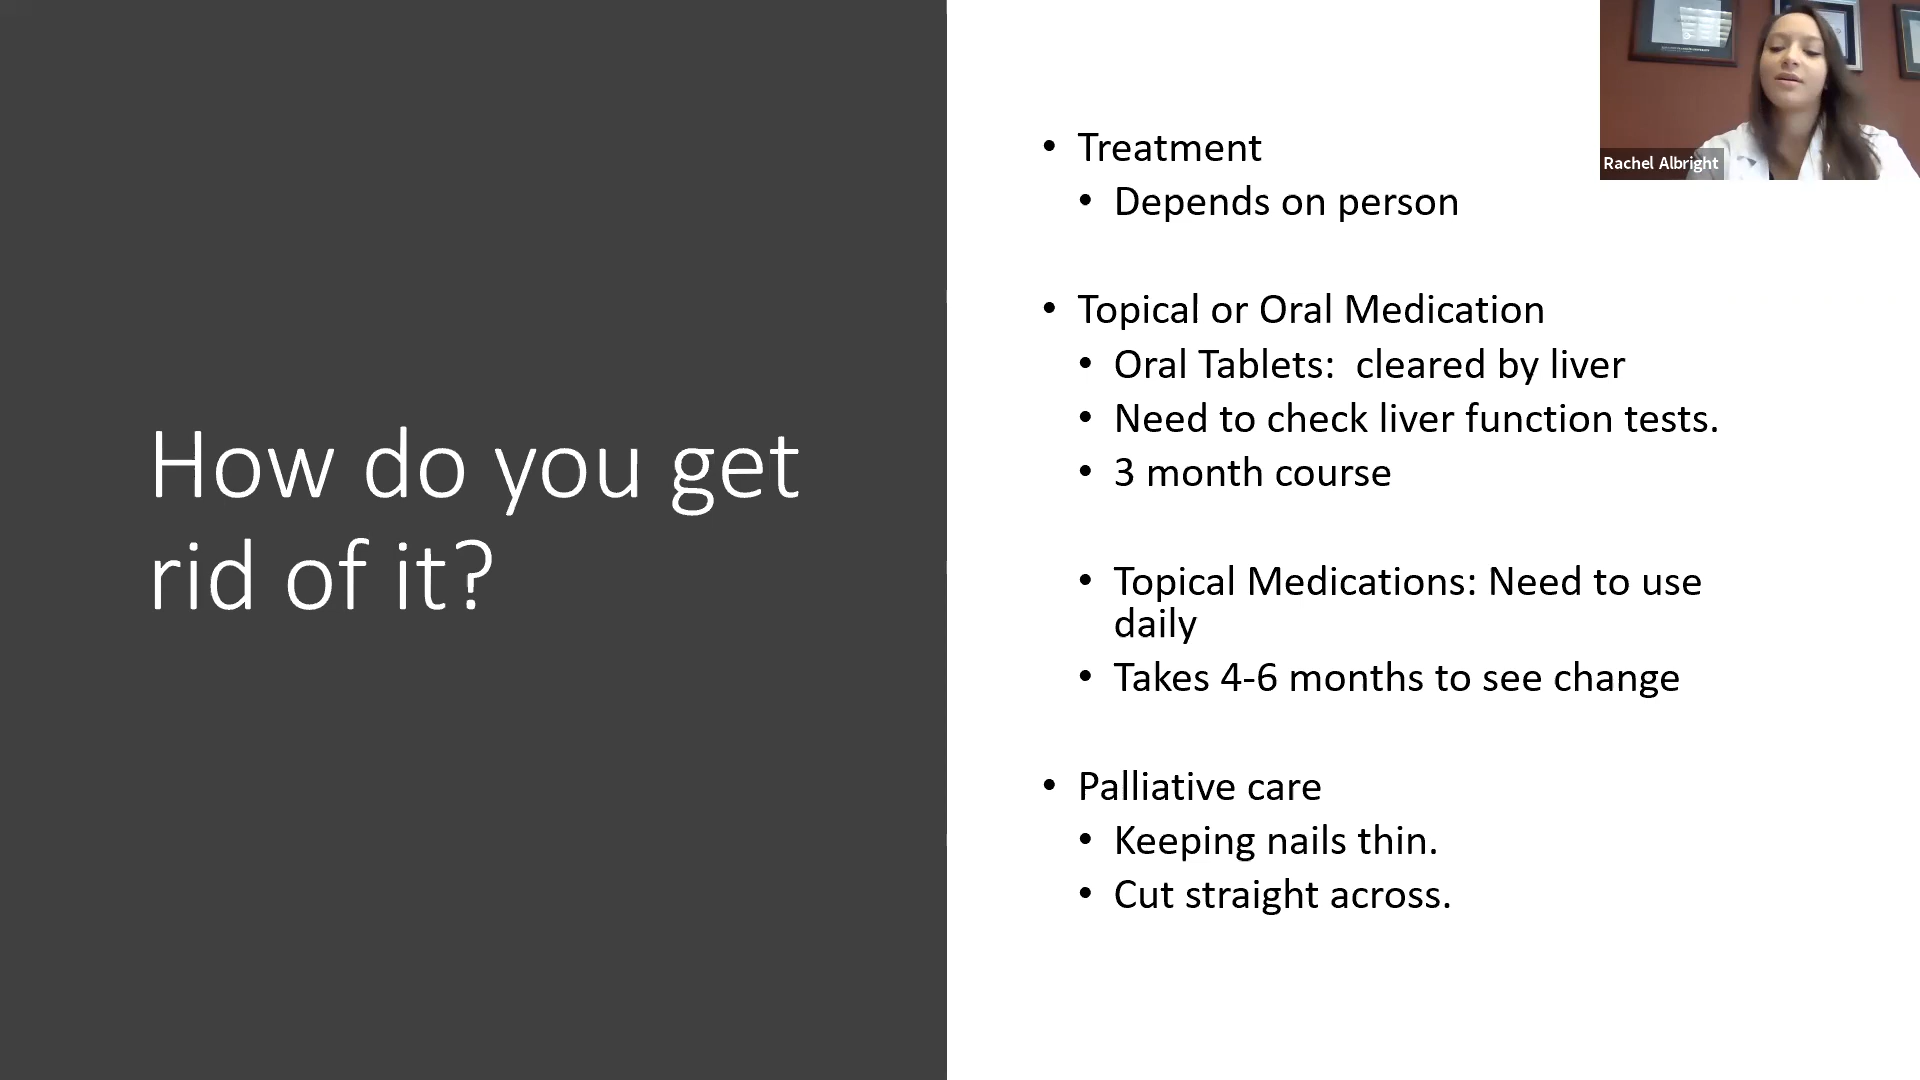 How do you get
rid of it?
• Treatment
• Depends on person
• Topical or Oral Medication
• Oral Tablets:  cleared by liver
• Need to check liver function tests.
• 3 month course
• Topical Medications: Need to use
daily
• Takes 4-6 months to see change
• Palliative care
• Keeping nails thin.
• Cut straight across.
Rachel Albright